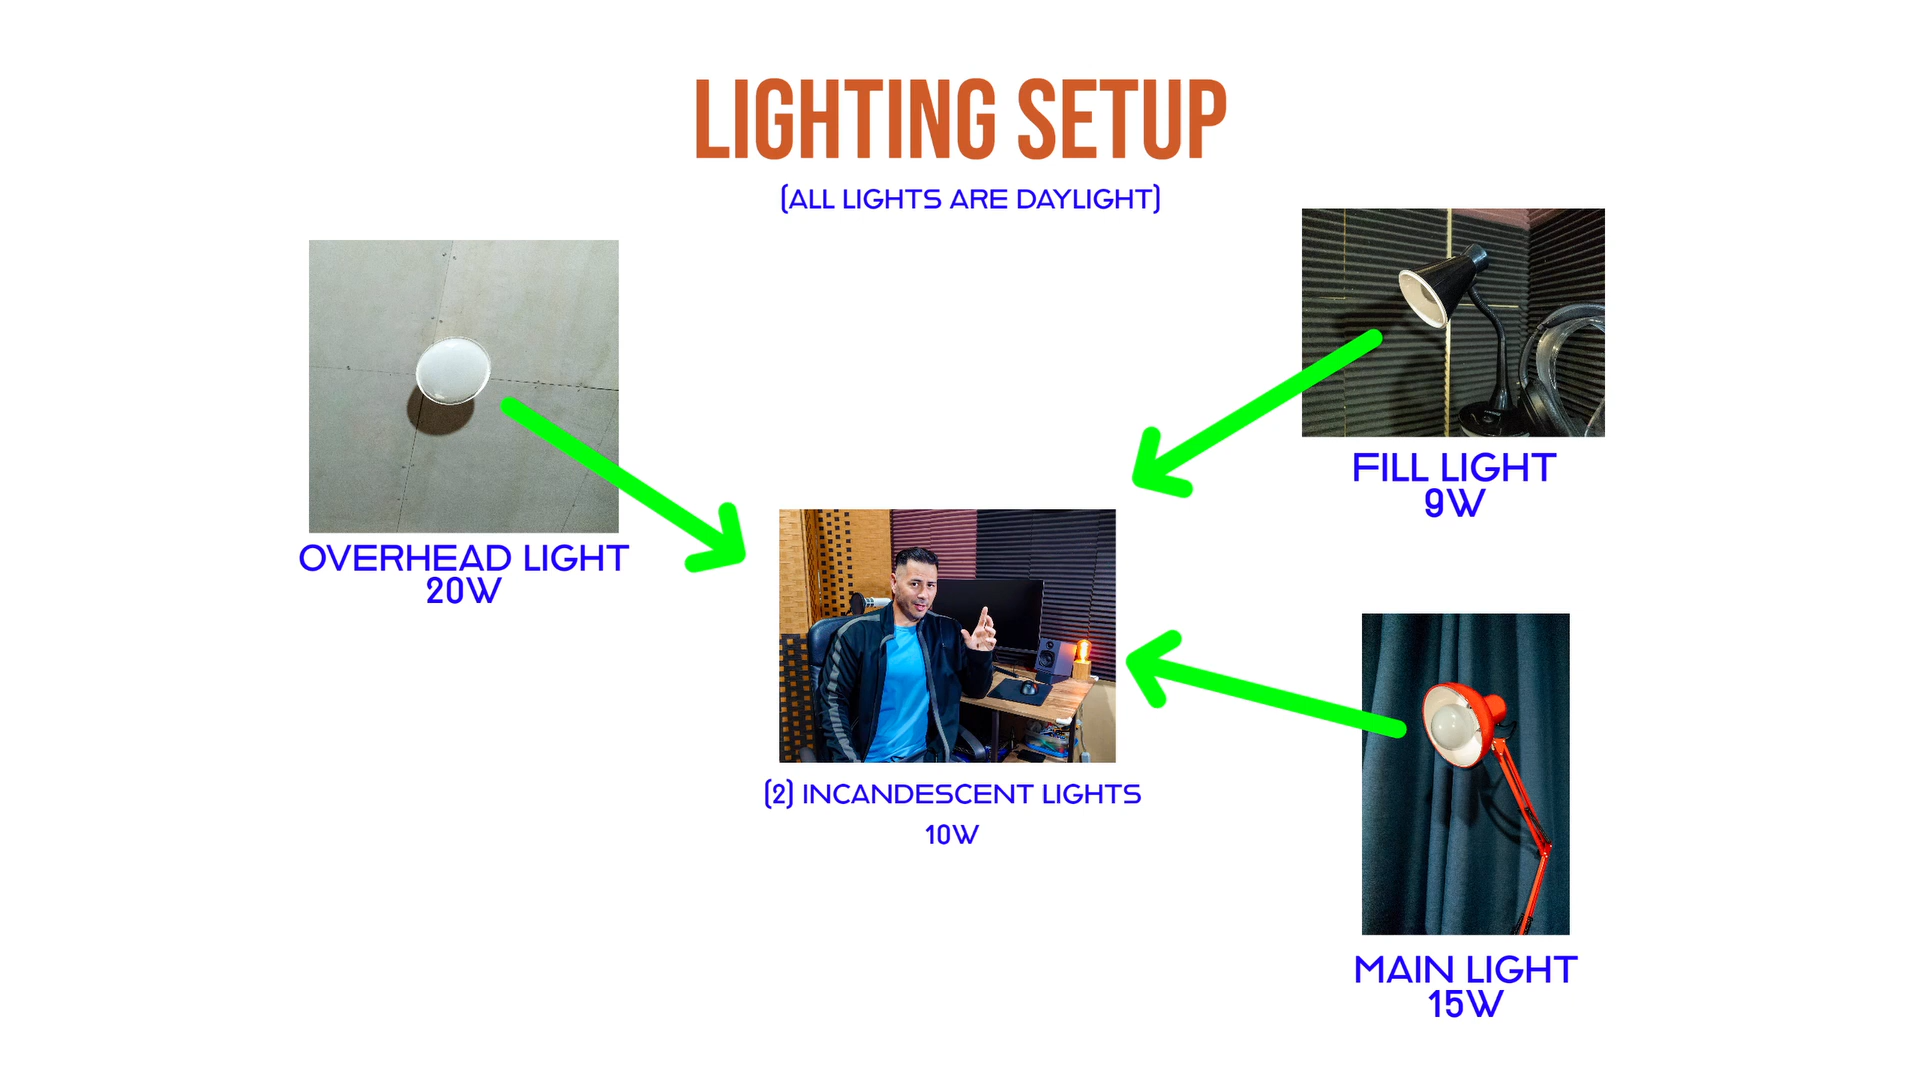 LIGHTING SETUP
(ALL LIGHTS ARE DAYLIGHT)
OVERHEAD LIGHT
20W
FILL LIGHT
9W
(2) INCANDESCENT LIGHTS
10W
MAIN LIGHT
15W